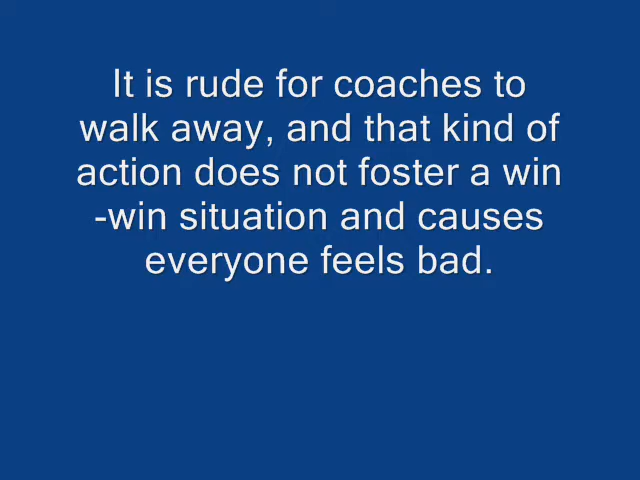 It is rude for coaches to
walk away, and that kind of
action does not foster a win
-win situation and causes
everyone feels bad.